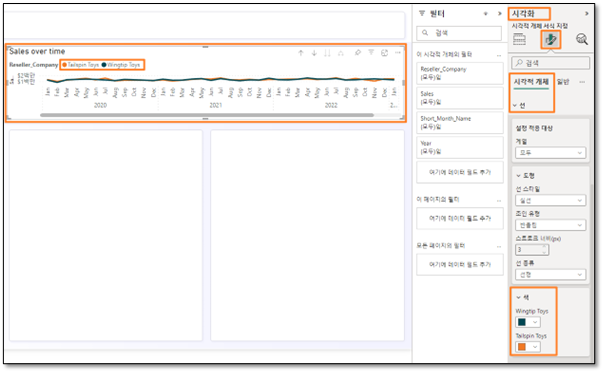 Sales over time
Reseller_Company Tailspin Toys Wingtip Toys
$2백만
$1백만
Jan Feb Mar Apr May Jun Jul Aug Sep Oct Nov Dec Jan Feb Mar Apr May Jun Jul Aug Sep Oct Nov Dec Jan Feb Mar Apr May Jun Jul Aug Sep Oct Nov Dec Jan
2020 2021 2022 2...
필터
검색
이 시각적 개체의 필터 ...
Reseller_Company
(모두)임
Sales
(모두)임
Short_Month_Name
(모두)임
Year
(모두)임
여기에 데이터 필드 추가
이 페이지의 필터 ...
여기에 데이터 필드 추가
모든 페이지의 필터 ...
여기에 데이터 필드 추가
시각화
시각적 개체 서식 지정
검색
시각적 개체 일반 ...
선
설정 적용 대상
계열
모두
도형
선 스타일
실선
조인 유형
반올림
스트로크 너비(px)
3
선 종류
선형
색
Wingtip Toys
Tailspin Toys